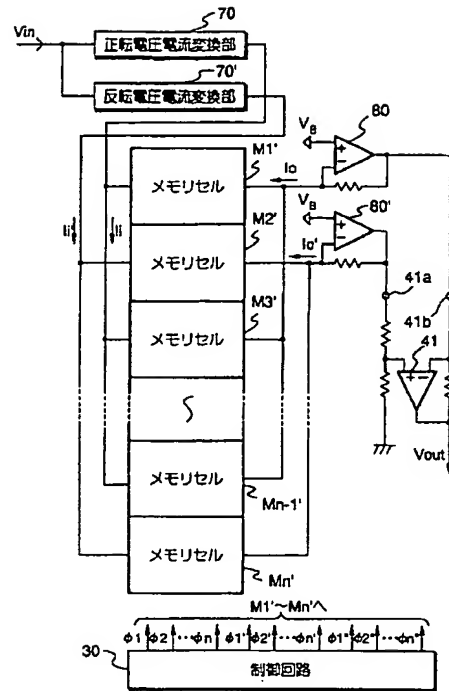 70
Vin
正転電圧電流変換部
70'
反転電圧電流変換部
M1'
メモリセル
VB
80
Io
M2'
メモリセル
VB
80'
Io'
Ii
Ii
41a
M3'
メモリセル
41b
41
Vout
メモリセル
Mn-1'
メモリセル
Mn'
M1'～Mn'へ
30
φ1 φ2 …φn φ1' φ2' …φn' φ1" φ2" …φn"
制御回路